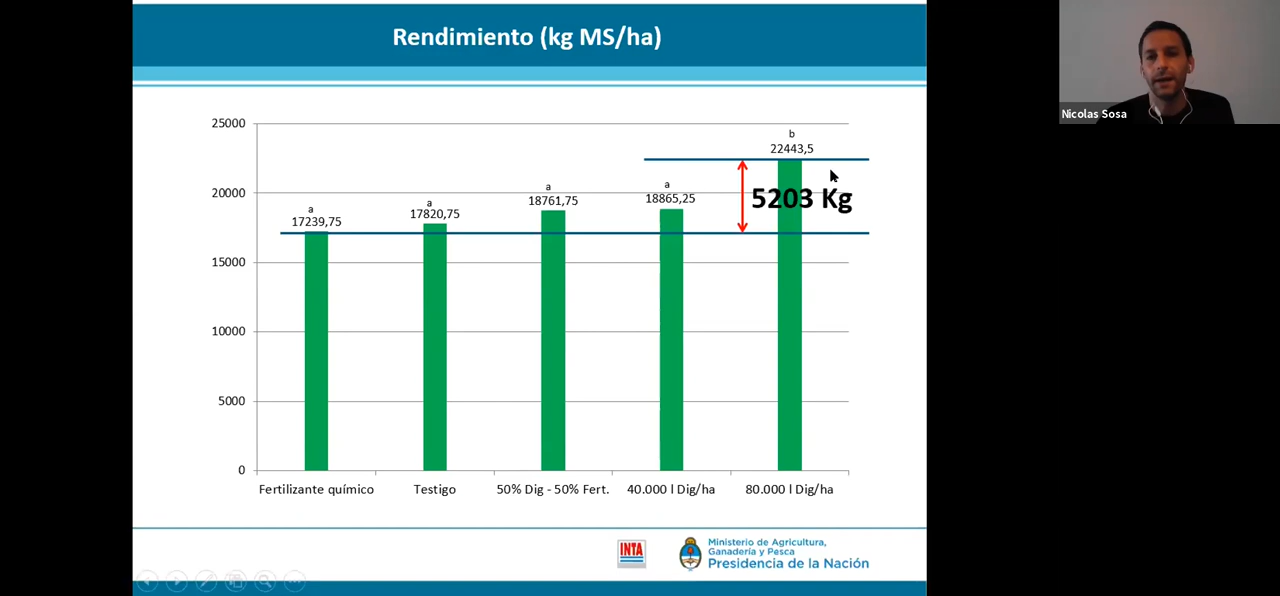 Rendimiento (kg MS/ha)
Nicolas Sosa
25000
20000
15000
10000
5000
0
a
17239,75
a
17820,75
a
18761,75
a
18865,25
b
22443,5
5203 Kg
Fertilizante químico
Testigo
50% Dig - 50% Fert.
40.000 l Dig/ha
80.000 l Dig/ha
INTA
Ministerio de Agricultura,
Ganadería y Pesca
Presidencia de la Nación